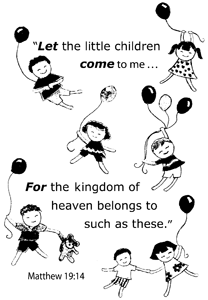 “Let the little children
come to me ...
For the kingdom of
heaven belongs to
such as these.”
Matthew 19:14